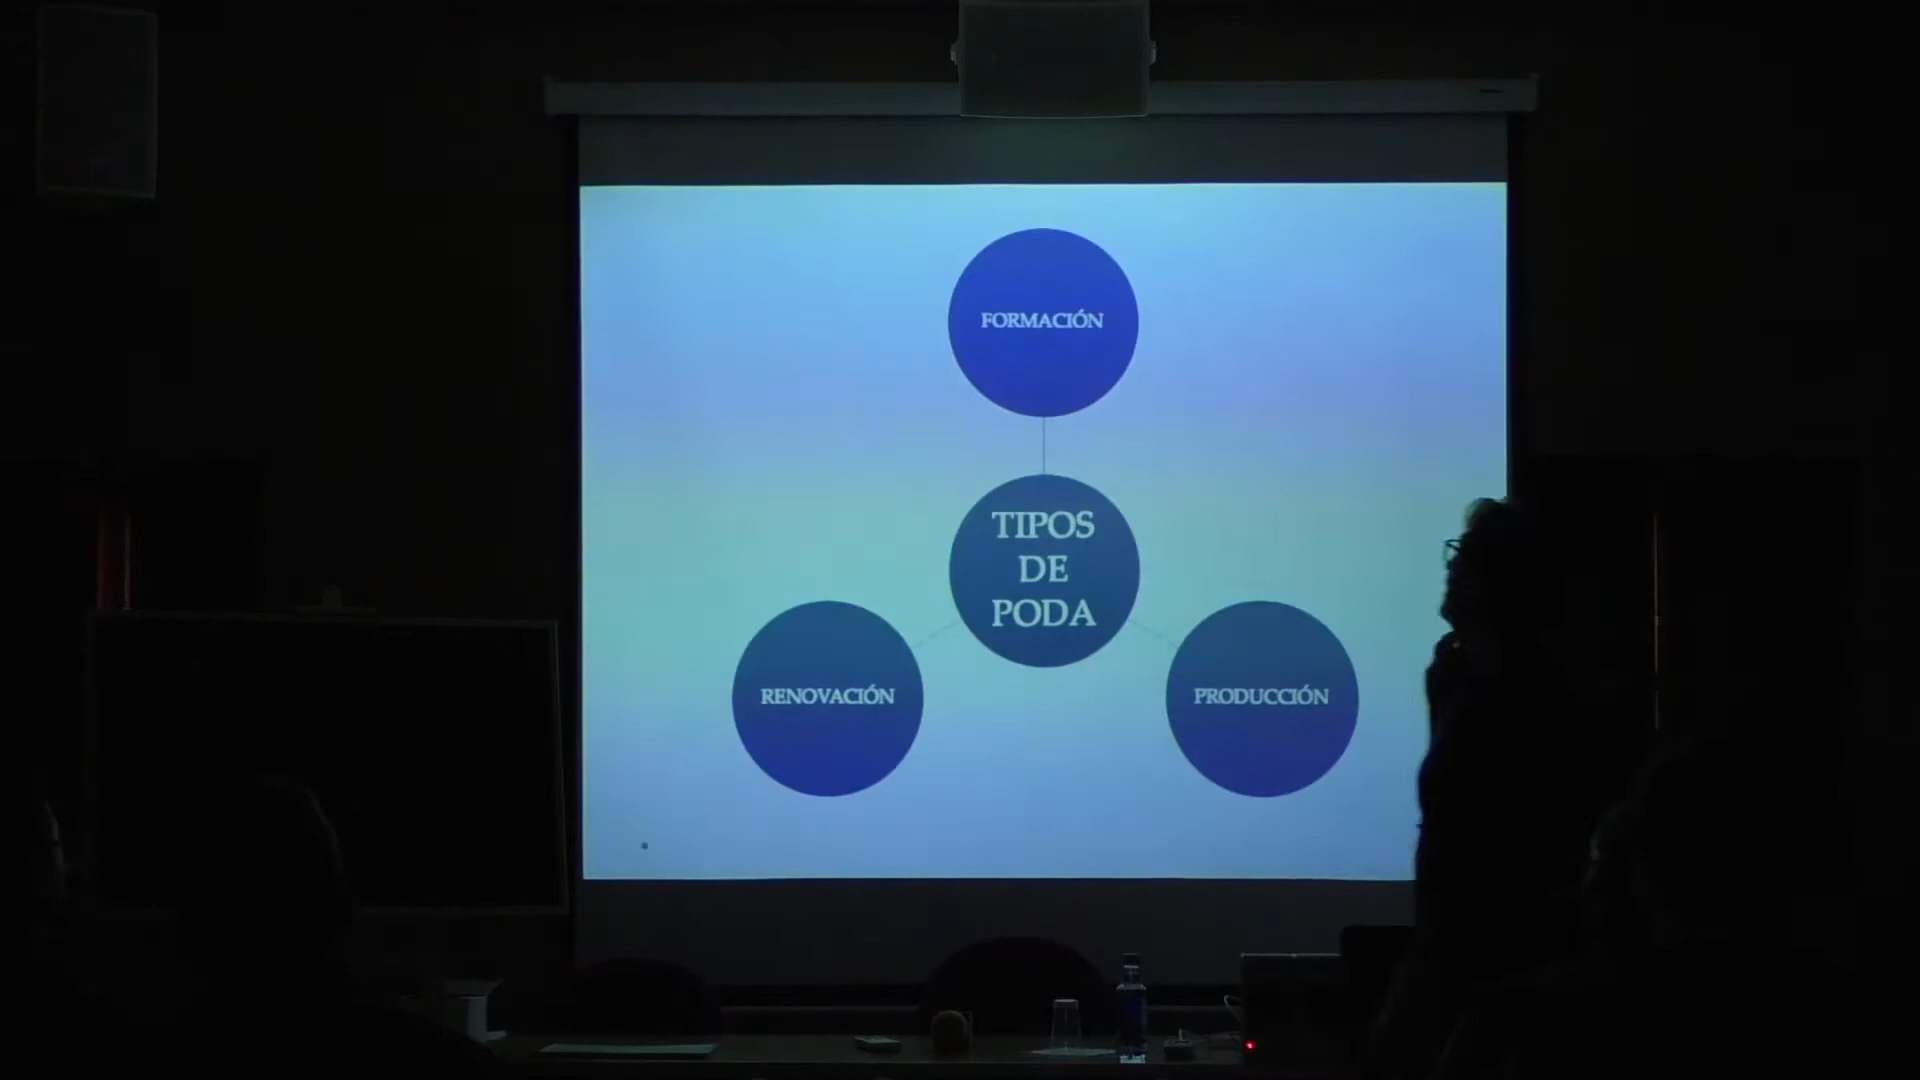 FORMACIÓN
TIPOS
DE
PODA
RENOVACIÓN
PRODUCCIÓN